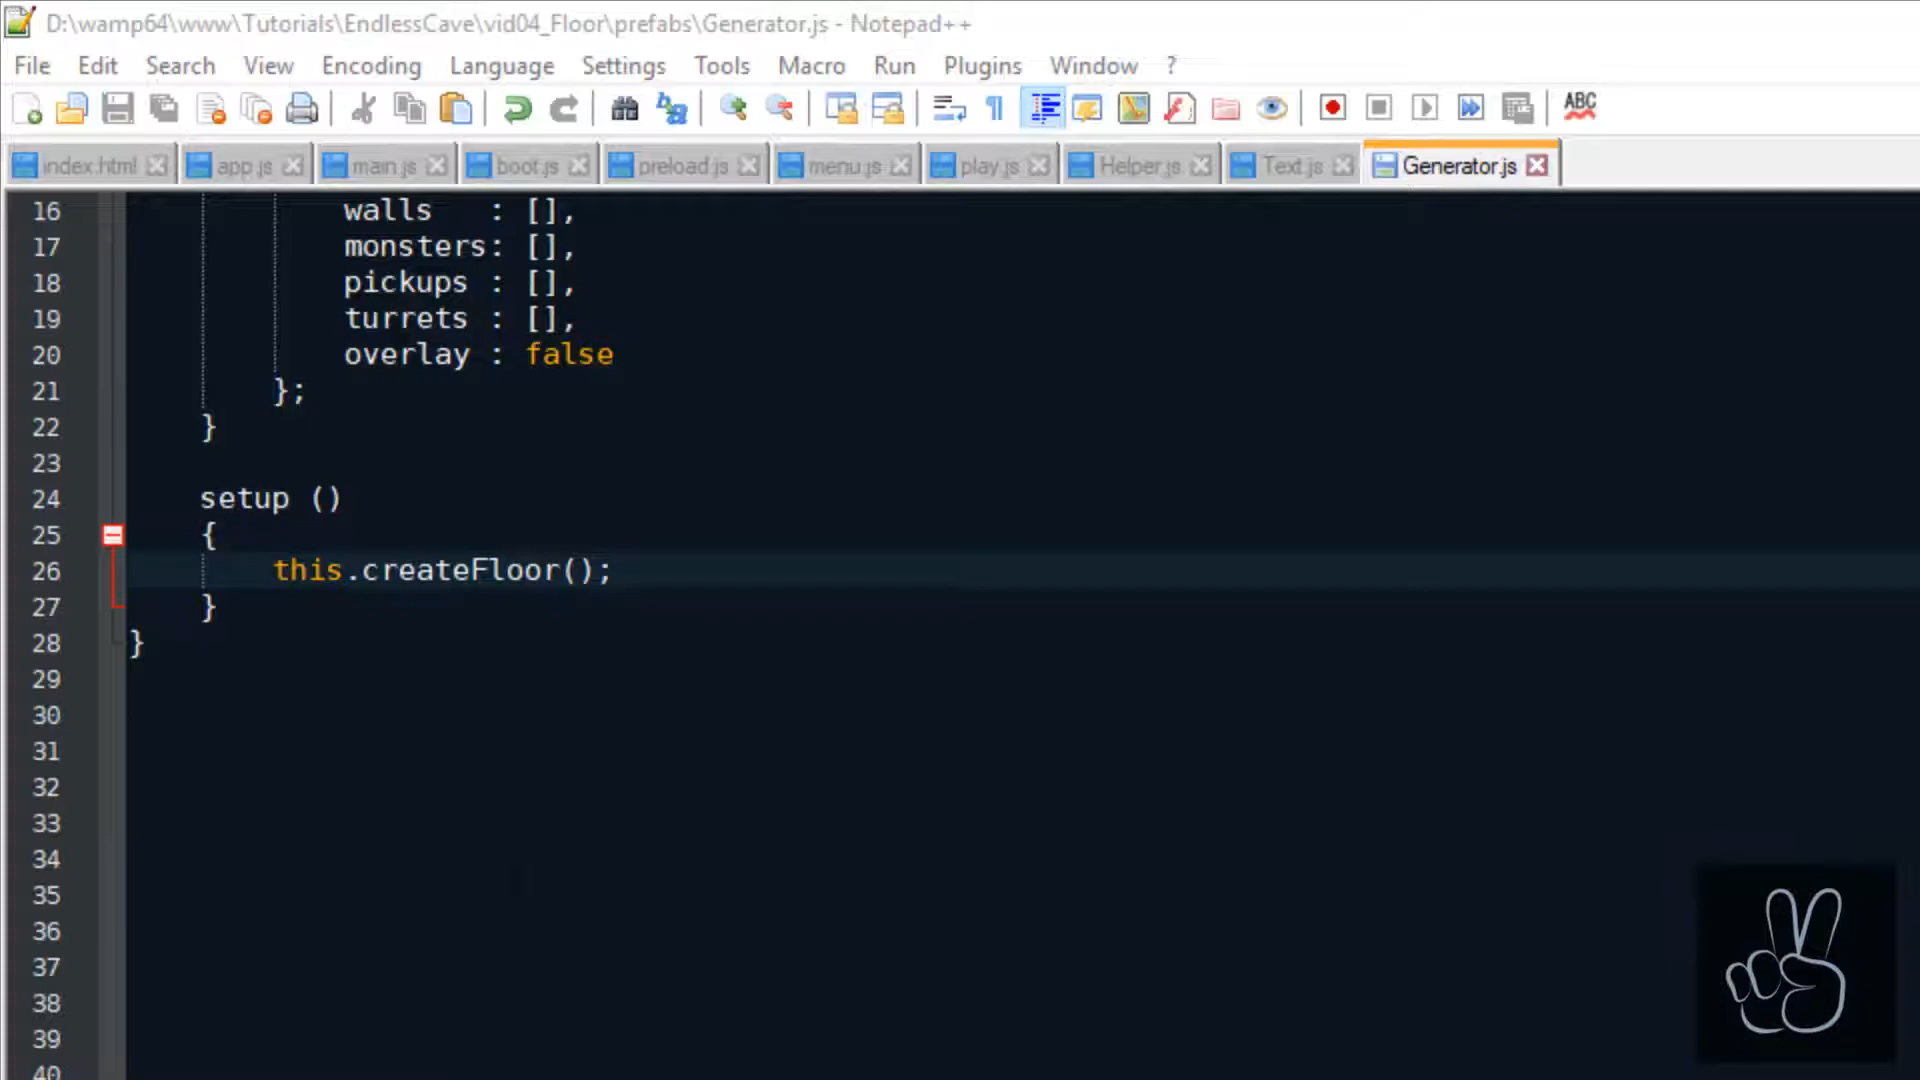 D:\wamp64\www\Tutorials\EndlessCave\vid04_Floor\prefabs\Generator.js - Notepad++
File Edit Search View Encoding Language Settings Tools Macro Run Plugins Window ?
ABC
index.html app.js main.js boot.js preload.js menu.js play.js Helper.js Text.js Generator.js
16 walls : [],
17 monsters: [],
18 pickups : [],
19 turrets : [],
20 overlay : false
21 };
22 }
23
24 setup ()
25 {
26 this.createFloor();
27 }
28 }
29
30
31
32
33
34
35
36
37
38
39
40